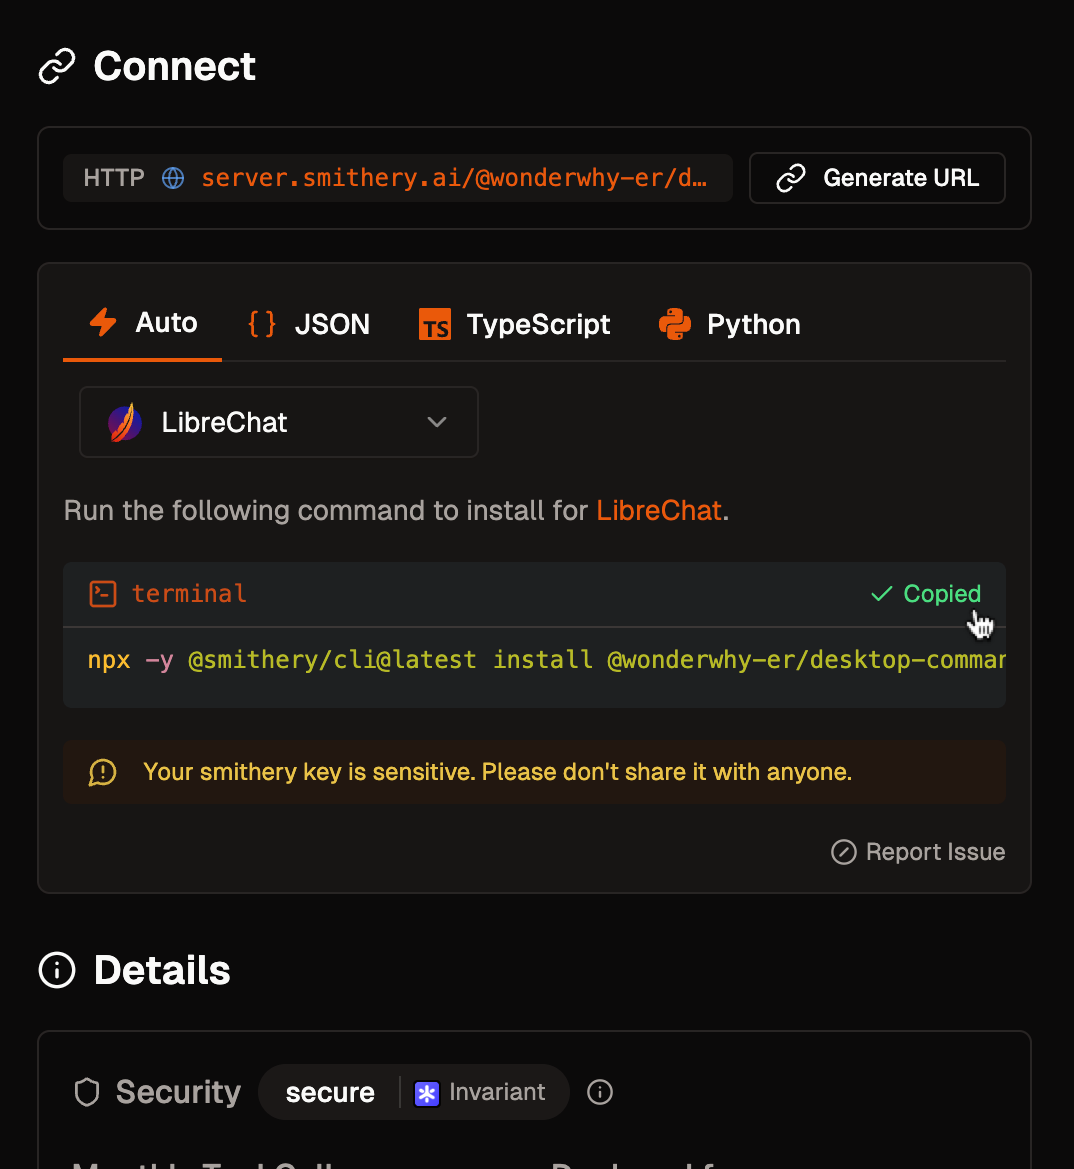 Connect
HTTP server.smithery.ai/@wonderwhy-er/d... Generate URL
Auto {} JSON TS TypeScript Python
LibreChat
Run the following command to install for LibreChat.
terminal Copied
npx -y @smithery/cli@latest install @wonderwhy-er/desktop-comman
Your smithery key is sensitive. Please don't share it with anyone.
Report Issue
Details
Security secure Invariant